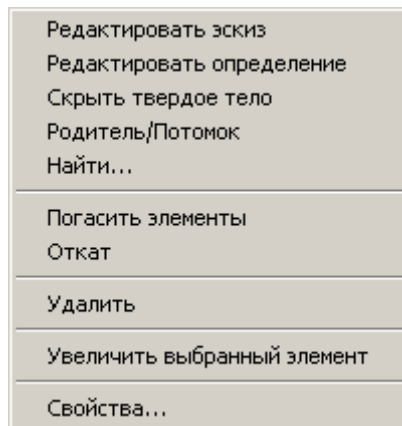 Редактировать эскиз
Редактировать определение
Скрыть твердое тело
Родитель/Потомок
Найти...
Погасить элементы
Откат
Удалить
Увеличить выбранный элемент
Свойства...